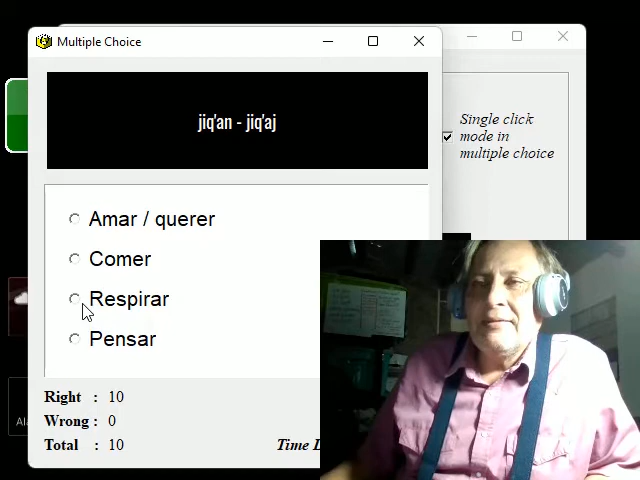 Multiple Choice
jiq'an - jiq'aj
Single click
mode in
multiple choice
Amar / querer
Comer
Respirar
Pensar
Right : 10
Wrong : 0
Total : 10
Time